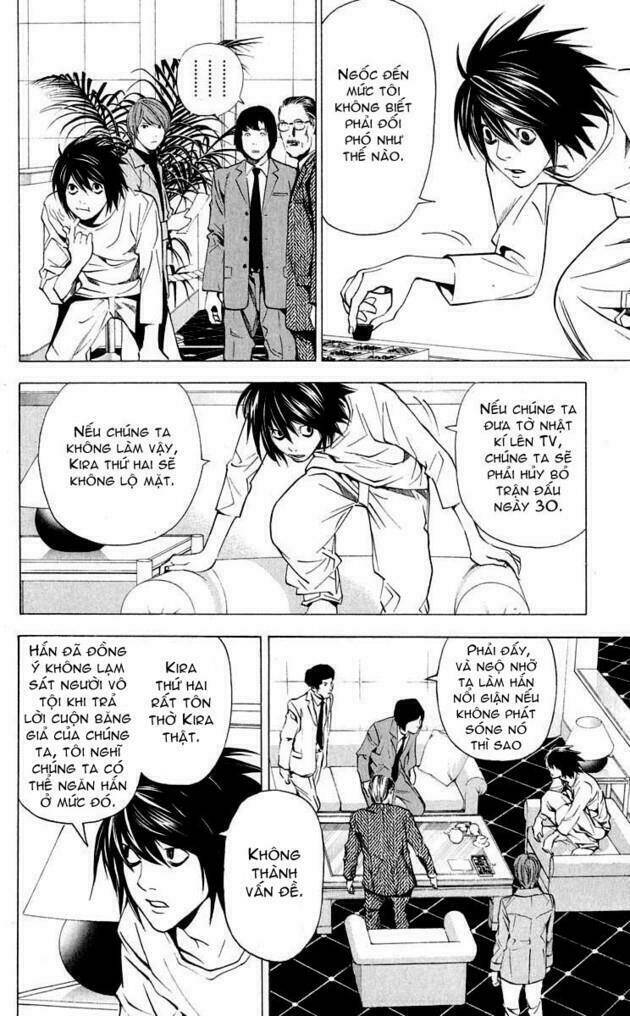 NGỐC ĐẾN
MỨC TÔI
KHÔNG BIẾT
PHẢI ĐỐI
PHÓ NHƯ
THẾ NÀO.
NẾU CHÚNG TA
ĐƯA TỜ NHẬT
KÍ LÊN TV,
CHÚNG TA SẼ
PHẢI HỦY BỎ
TRẬN ĐẤU
NGÀY 30.
NẾU CHÚNG TA
KHÔNG LÀM VẬY,
KIRA THỨ HAI SẼ
KHÔNG LỘ MẶT.
PHẢI ĐẤY,
VÀ NGỘ NHỠ
TA LÀM HẮN
NỔI GIẬN NẾU
KHÔNG PHÁT
SÓNG NÓ
THÌ SAO
KHÔNG
THÀNH
VẤN ĐỀ.
KIRA
THỨ HAI
RẤT TÔN
THỜ KIRA
THẬT.
HẮN ĐÃ ĐỒNG
Ý KHÔNG LẠM
SÁT NGƯỜI VÔ
TỘI KHI TRẢ
LỜI CUỘN BĂNG
GIẢ CỦA CHÚNG
TA, TÔI NGHĨ
CHÚNG TA CÓ
THỂ NGĂN HẮN
Ở MỨC ĐÓ.